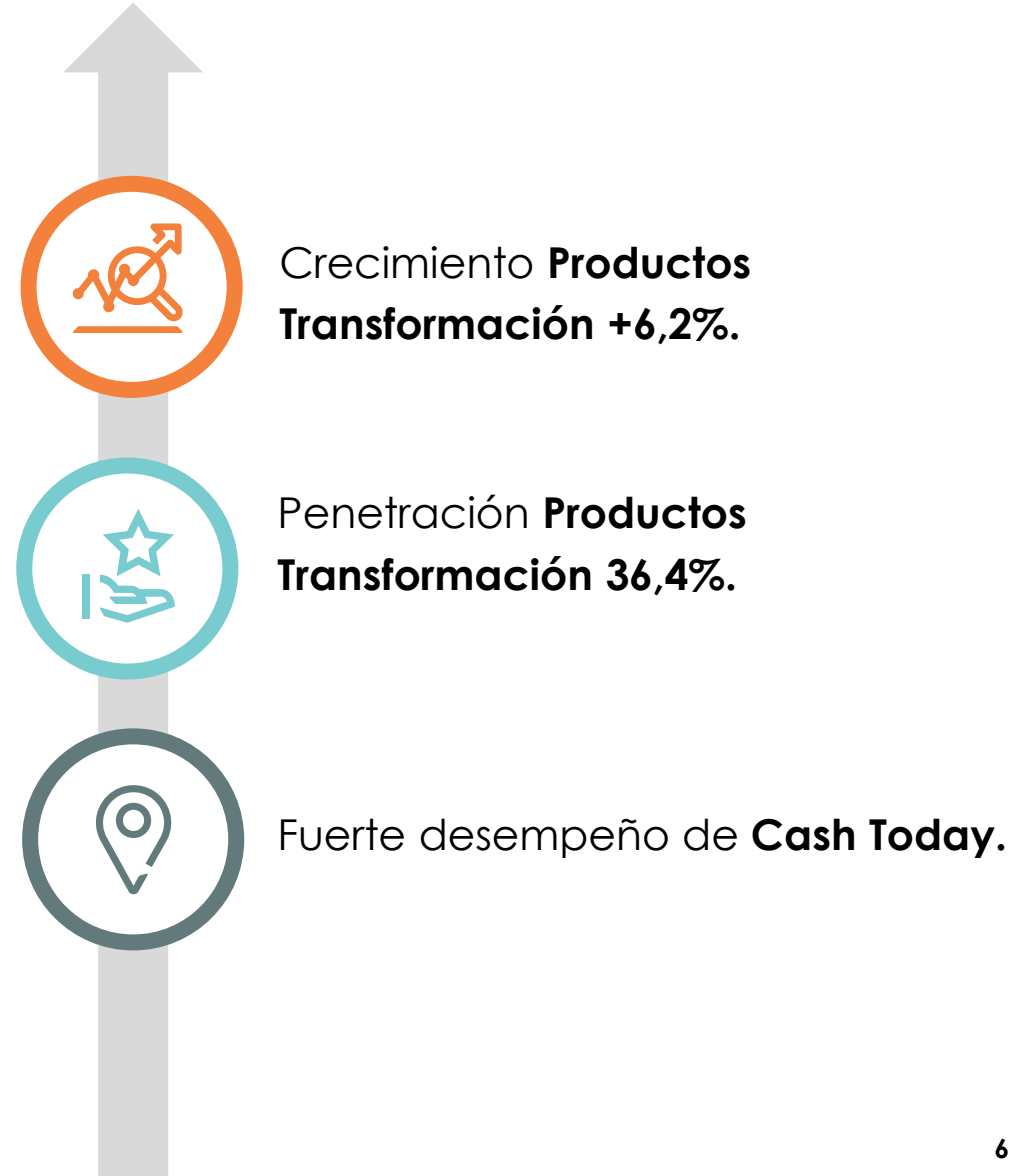 Crecimiento Productos
Transformación +6,2%.
Penetración Productos
Transformación 36,4%.
Fuerte desempeño de Cash Today.
6